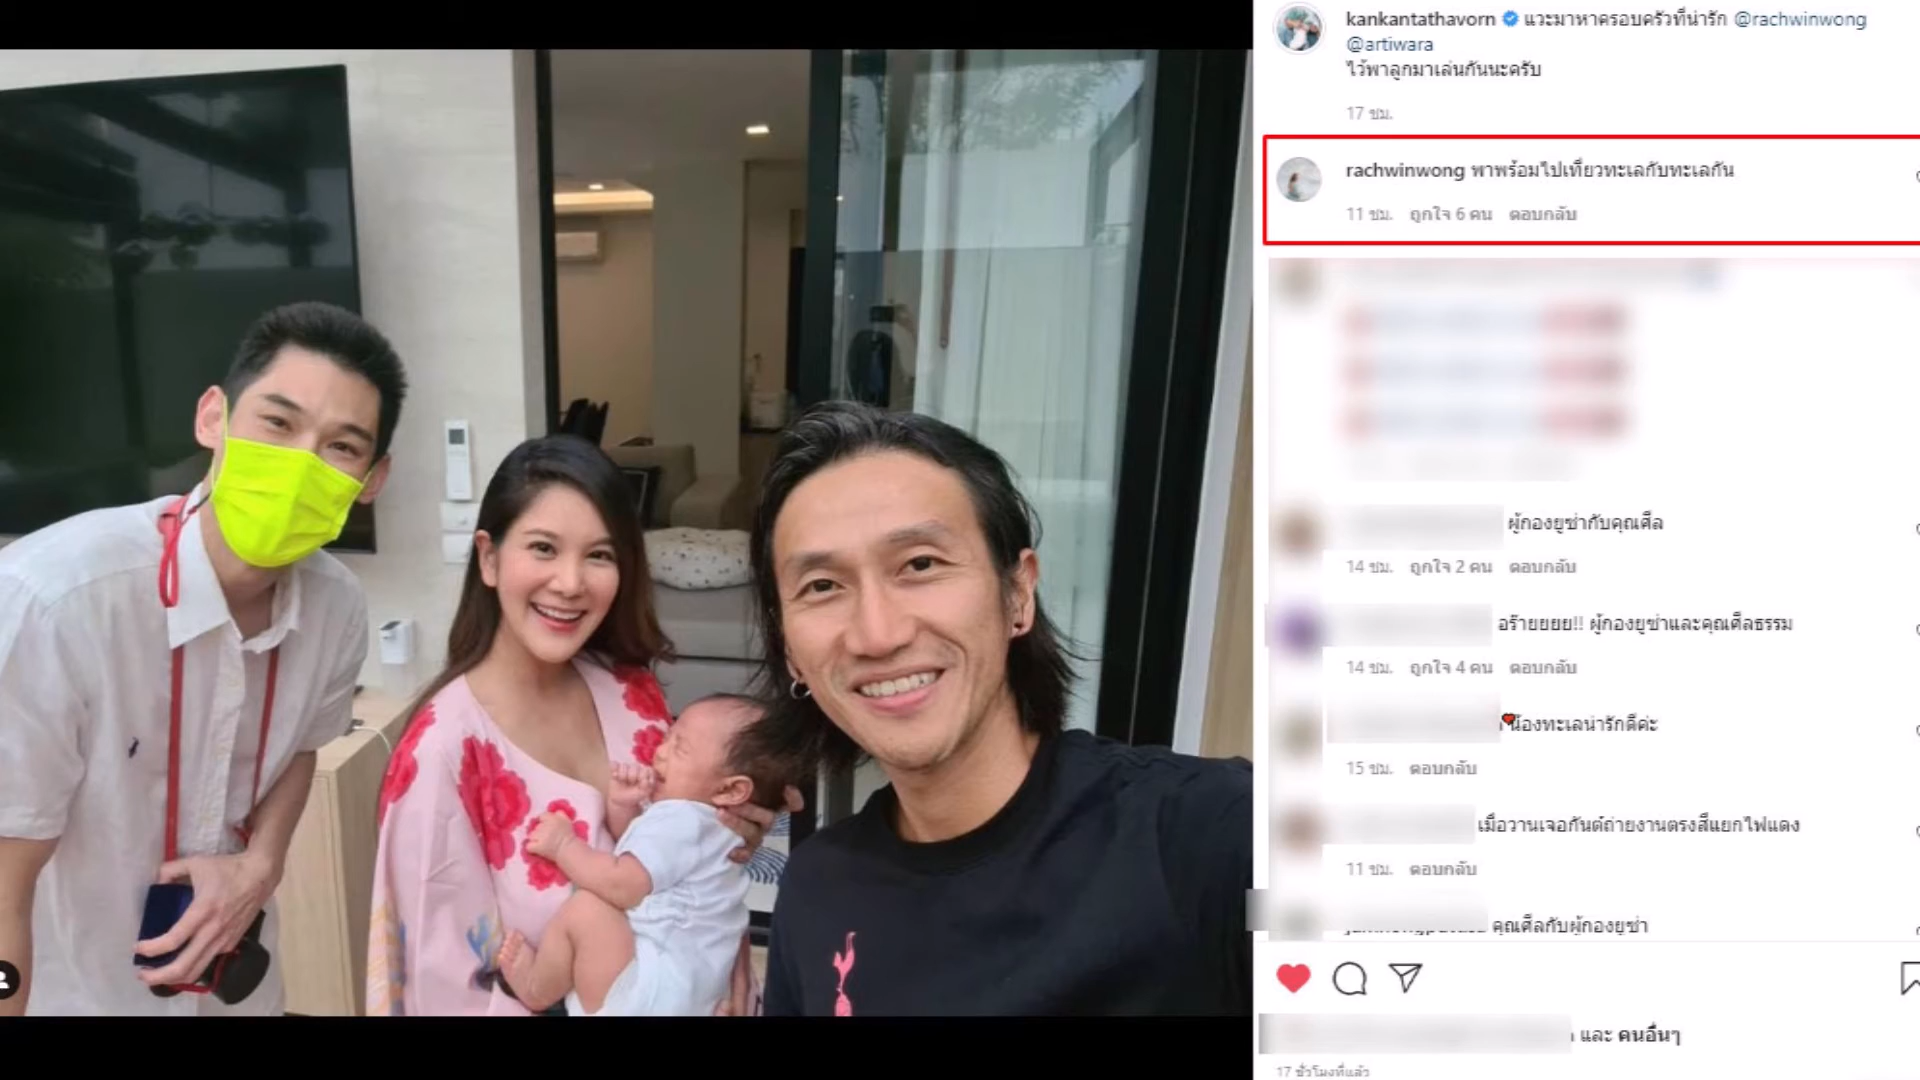 kankantathavorn แวะมาหาครอบครัวที่น่ารัก @rachwinwong
@artiwara
ไว้พาลูกมาเล่นกันนะครับ
17 ชม.
rachwinwong พาพร้อมไปเที่ยวทะเลกับทะเลกัน
11 ชม. ถูกใจ 6 คน ตอบกลับ
ผู้กองยูซ่ากับคุณศีล
14 ชม. ถูกใจ 2 คน ตอบกลับ
อร๊ายยยย!! ผู้กองยูซ่าและคุณศีลธรรม
14 ชม. ถูกใจ 4 คน ตอบกลับ
น้องทะเลน่ารักดีค่ะ
15 ชม. ตอบกลับ
เมื่อวานเจอกันต์ถ่ายงานตรงสี่แยกไฟแดง
11 ชม. ตอบกลับ
คุณศีลกับผู้กองยูซ่า
และ คนอื่นๆ
17 ชั่วโมงที่แล้ว